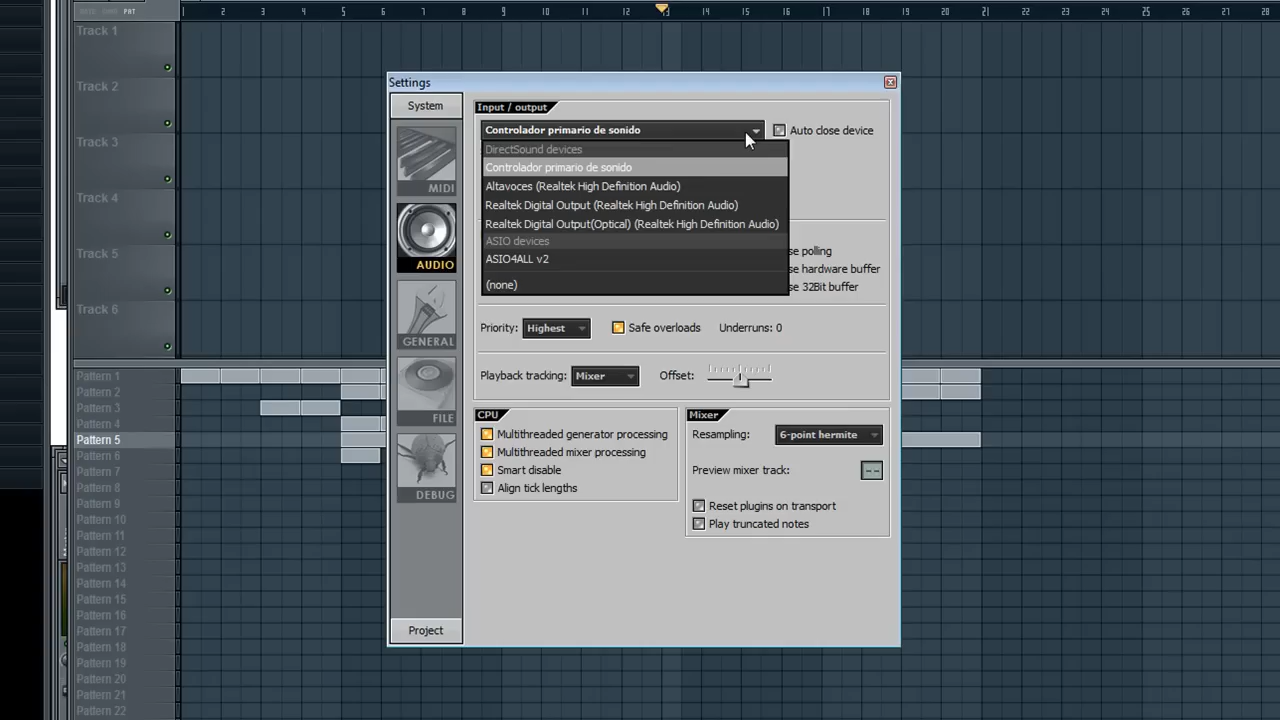 PAT
1 2 3 4 5 6 7 8 9 10 11 12 13 14 15 16 17 18 19 20 21 22 23 24 25 26 27 28
Track 1
Track 2
Track 3
Track 4
Track 5
Track 6
Settings
System
MIDI
AUDIO
GENERAL
FILE
DEBUG
Project
Input / output
Controlador primario de sonido
Auto close device
DirectSound devices
Controlador primario de sonido
Altavoces (Realtek High Definition Audio)
Realtek Digital Output (Realtek High Definition Audio)
Realtek Digital Output(Optical) (Realtek High Definition Audio)
ASIO devices
ASIO4ALL v2
(none)
se polling
se hardware buffer
se 32Bit buffer
Priority: Highest Safe overloads Underruns: 0
Playback tracking: Mixer Offset:
CPU
Multithreaded generator processing
Multithreaded mixer processing
Smart disable
Align tick lengths
Mixer
Resampling: 6-point hermite
Preview mixer track: --
Reset plugins on transport
Play truncated notes
Pattern 1
Pattern 2
Pattern 3
Pattern 4
Pattern 5
Pattern 6
Pattern 7
Pattern 8
Pattern 9
Pattern 10
Pattern 11
Pattern 12
Pattern 13
Pattern 14
Pattern 15
Pattern 16
Pattern 17
Pattern 18
Pattern 19
Pattern 20
Pattern 21
Pattern 22